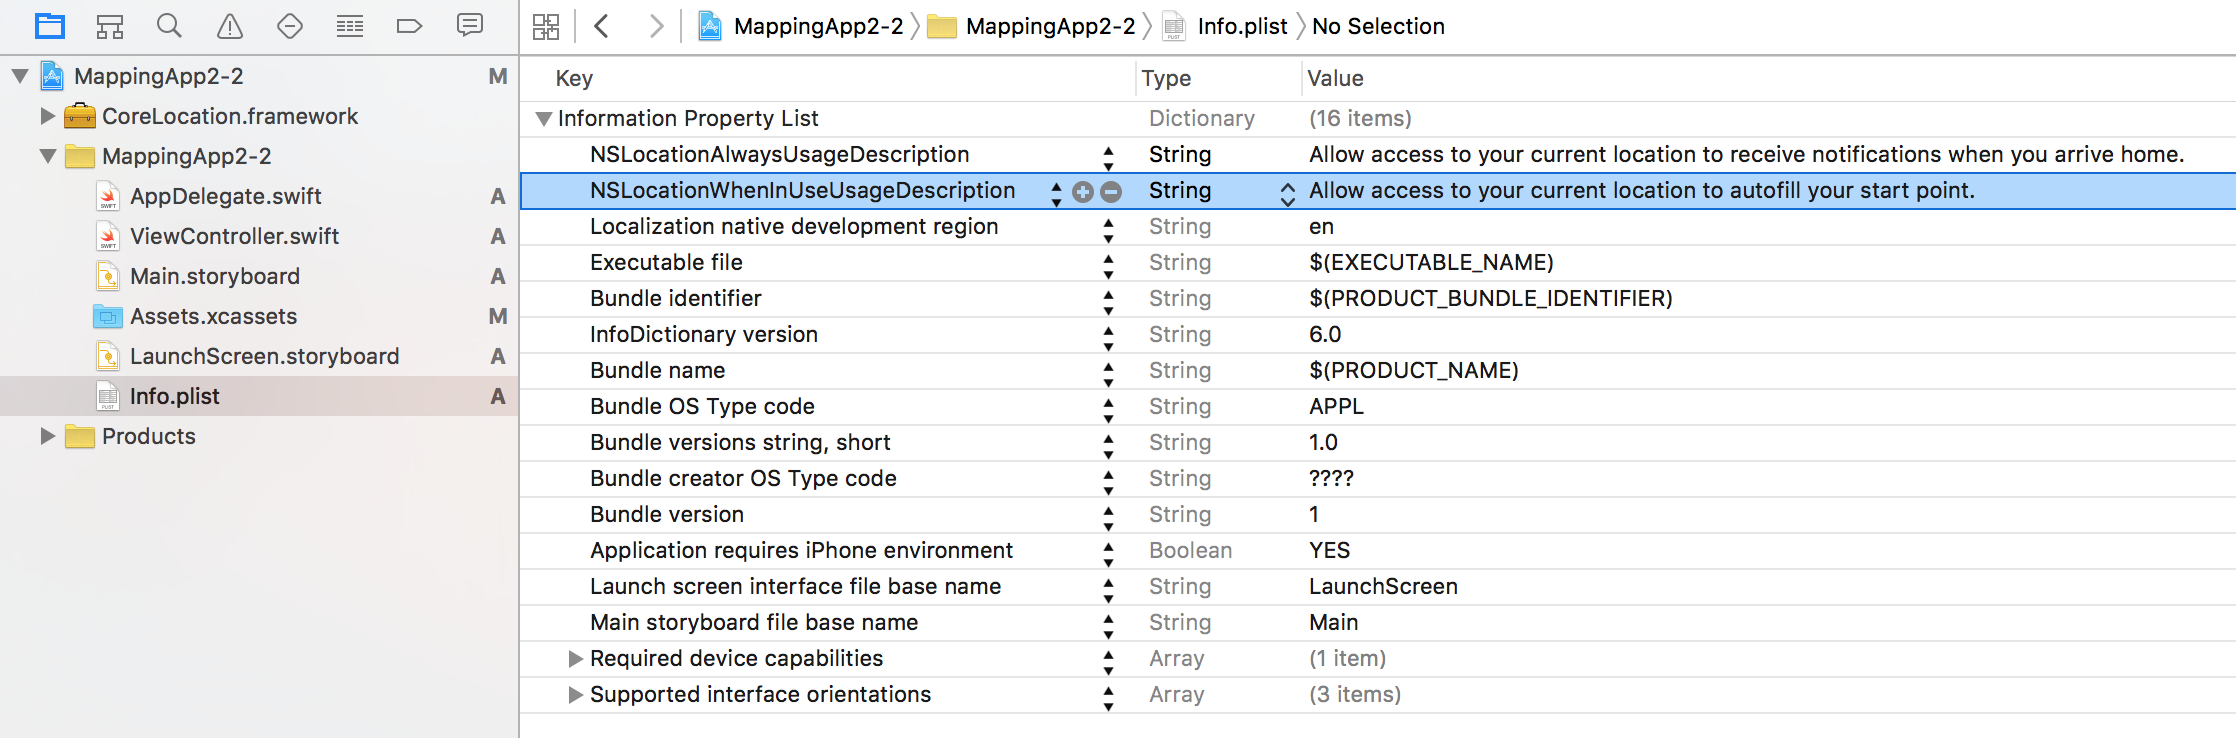 MappingApp2-2 M
CoreLocation.framework
MappingApp2-2
AppDelegate.swift A
ViewController.swift A
Main.storyboard A
Assets.xcassets M
LaunchScreen.storyboard A
Info.plist A
Products
MappingApp2-2 MappingApp2-2 Info.plist No Selection
Key Type Value
Information Property List Dictionary (16 items)
NSLocationAlwaysUsageDescription String Allow access to your current location to receive notifications when you arrive home.
NSLocationWhenInUseUsageDescription String Allow access to your current location to autofill your start point.
Localization native development region String en
Executable file String $(EXECUTABLE_NAME)
Bundle identifier String $(PRODUCT_BUNDLE_IDENTIFIER)
InfoDictionary version String 6.0
Bundle name String $(PRODUCT_NAME)
Bundle OS Type code String APPL
Bundle versions string, short String 1.0
Bundle creator OS Type code String ????
Bundle version String 1
Application requires iPhone environment Boolean YES
Launch screen interface file base name String LaunchScreen
Main storyboard file base name String Main
Required device capabilities Array (1 item)
Supported interface orientations Array (3 items)